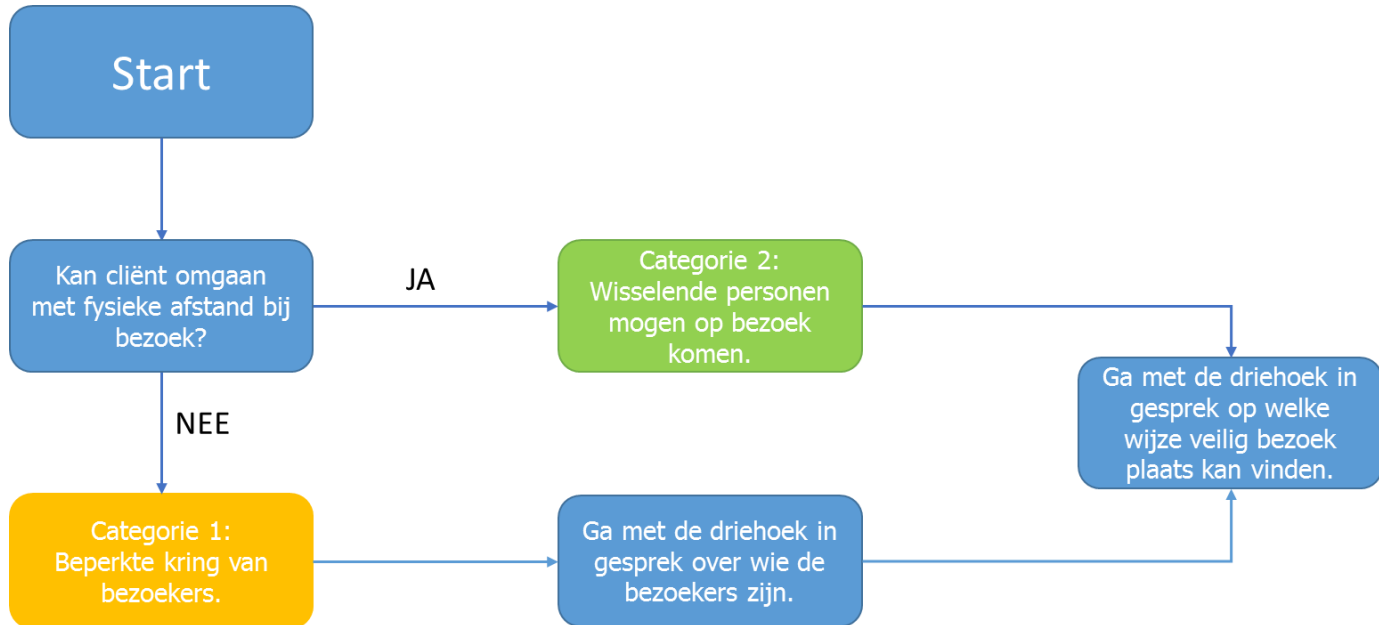 Start
Kan cliënt omgaan
met fysieke afstand bij
bezoek?
JA
Categorie 2:
Wisselende personen
mogen op bezoek
komen.
Ga met de driehoek in
gesprek op welke
wijze veilig bezoek
plaats kan vinden.
NEE
Categorie 1:
Beperkte kring van
bezoekers.
Ga met de driehoek in
gesprek over wie de
bezoekers zijn.